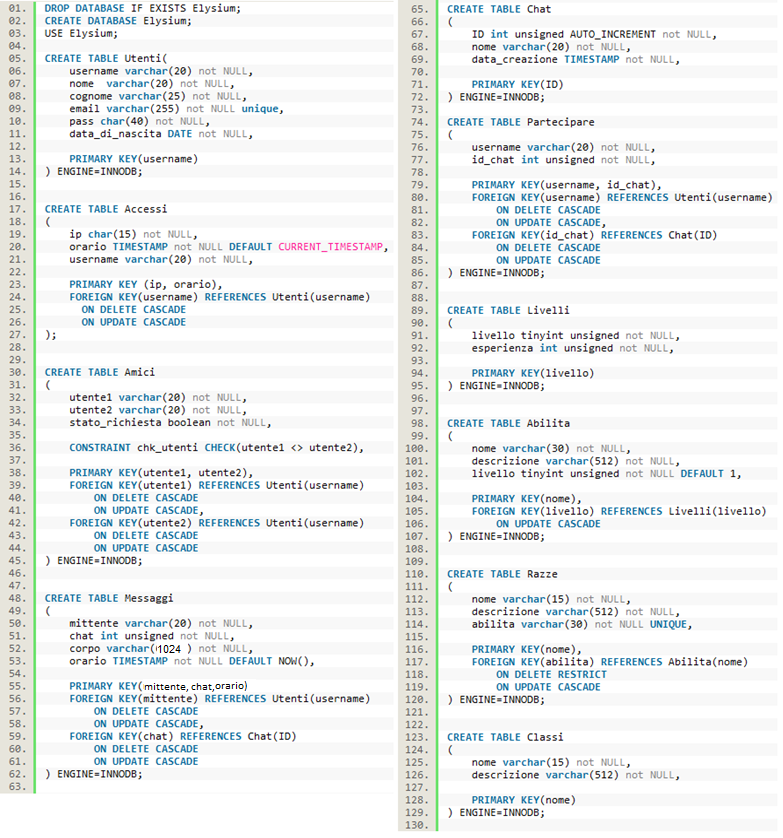 01. DROP DATABASE IF EXISTS Elysium;
02. CREATE DATABASE Elysium;
03. USE Elysium;
04.
05. CREATE TABLE Utenti(
06. username varchar(20) not NULL,
07. nome  varchar(20) not NULL,
08. cognome varchar(25) not NULL,
09. email varchar(255) not NULL unique,
10. pass char(40) not NULL,
11. data_di_nascita DATE not NULL,
12.
13. PRIMARY KEY(username)
14. ) ENGINE=INNODB;
15.
16.
17. CREATE TABLE Accessi
18. (
19. ip char(15) not NULL,
20. orario TIMESTAMP not NULL DEFAULT CURRENT_TIMESTAMP,
21. username varchar(20) not NULL,
22.
23. PRIMARY KEY (ip, orario),
24. FOREIGN KEY(username) REFERENCES Utenti(username)
25. ON DELETE CASCADE
26. ON UPDATE CASCADE
27. );
28.
29.
30. CREATE TABLE Amici
31. (
32. utente1 varchar(20) not NULL,
33. utente2 varchar(20) not NULL,
34. stato_richiesta boolean not NULL,
35.
36. CONSTRAINT chk_utenti CHECK(utente1 <> utente2),
37.
38. PRIMARY KEY(utente1, utente2),
39. FOREIGN KEY(utente1) REFERENCES Utenti(username)
40. ON DELETE CASCADE
41. ON UPDATE CASCADE,
42. FOREIGN KEY(utente2) REFERENCES Utenti(username)
43. ON DELETE CASCADE
44. ON UPDATE CASCADE
45. ) ENGINE=INNODB;
46.
47.
48. CREATE TABLE Messaggi
49. (
50. mittente varchar(20) not NULL,
51. chat int unsigned not NULL,
52. corpo varchar(1024 ) not NULL,
53. orario TIMESTAMP not NULL DEFAULT NOW(),
54.
55. PRIMARY KEY(mittente, chat,orario)
56. FOREIGN KEY(mittente) REFERENCES Utenti(username)
57. ON DELETE CASCADE
58. ON UPDATE CASCADE,
59. FOREIGN KEY(chat) REFERENCES Chat(ID)
60. ON DELETE CASCADE
61. ON UPDATE CASCADE
62. ) ENGINE=INNODB;
63.
65. CREATE TABLE Chat
66. (
67. ID int unsigned AUTO_INCREMENT not NULL,
68. nome varchar(20) not NULL,
69. data_creazione TIMESTAMP not NULL,
70.
71. PRIMARY KEY(ID)
72. ) ENGINE=INNODB;
73.
74. CREATE TABLE Partecipare
75. (
76. username varchar(20) not NULL,
77. id_chat int unsigned not NULL,
78.
79. PRIMARY KEY(username, id_chat),
80. FOREIGN KEY(username) REFERENCES Utenti(username)
81. ON DELETE CASCADE
82. ON UPDATE CASCADE,
83. FOREIGN KEY(id_chat) REFERENCES Chat(ID)
84. ON DELETE CASCADE
85. ON UPDATE CASCADE
86. ) ENGINE=INNODB;
87.
88.
89. CREATE TABLE Livelli
90. (
91. livello tinyint unsigned not NULL,
92. esperienza int unsigned not NULL,
93.
94. PRIMARY KEY(livello)
95. ) ENGINE=INNODB;
96.
97.
98. CREATE TABLE Abilita
99. (
100. nome varchar(30) not NULL,
101. descrizione varchar(512) not NULL,
102. livello tinyint unsigned not NULL DEFAULT 1,
103.
104. PRIMARY KEY(nome),
105. FOREIGN KEY(livello) REFERENCES Livelli(livello)
106. ON UPDATE CASCADE
107. ) ENGINE=INNODB;
108.
109.
110. CREATE TABLE Razze
111. (
112. nome varchar(15) not NULL,
113. descrizione varchar(512) not NULL,
114. abilita varchar(30) not NULL UNIQUE,
115.
116. PRIMARY KEY(nome),
117. FOREIGN KEY(abilita) REFERENCES Abilita(nome)
118. ON DELETE RESTRICT
119. ON UPDATE CASCADE
120. ) ENGINE=INNODB;
121.
122.
123. CREATE TABLE Classi
124. (
125. nome varchar(15) not NULL,
126. descrizione varchar(512) not NULL,
127.
128. PRIMARY KEY(nome)
129. ) ENGINE=INNODB;
130.